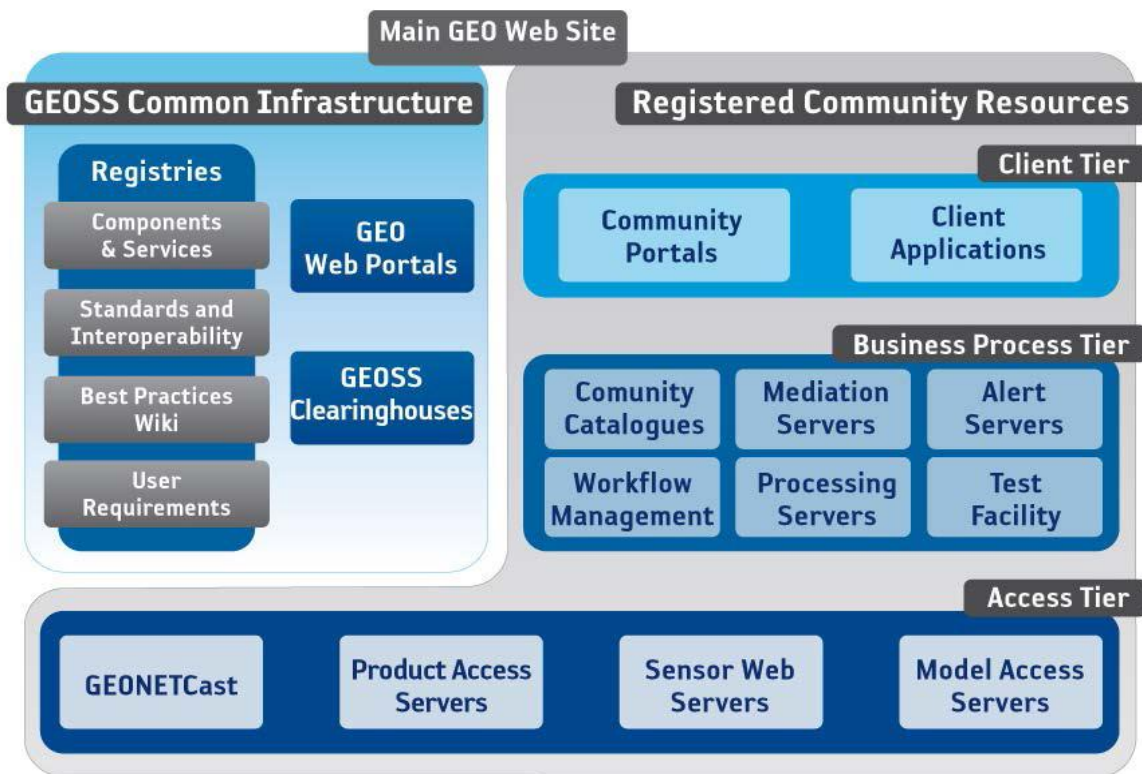 Main GEO Web Site
GEOSS Common Infrastructure
Registries
Components
& Services
Standards and
Interoperability
Best Practices
Wiki
User
Requirements
GEO
Web Portals
GEOSS
Clearinghouses
Registered Community Resources
Client Tier
Community
Portals
Client
Applications
Business Process Tier
Comunity
Catalogues
Mediation
Servers
Alert
Servers
Workflow
Management
Processing
Servers
Test
Facility
Access Tier
GEONETCast
Product Access
Servers
Sensor Web
Servers
Model Access
Servers